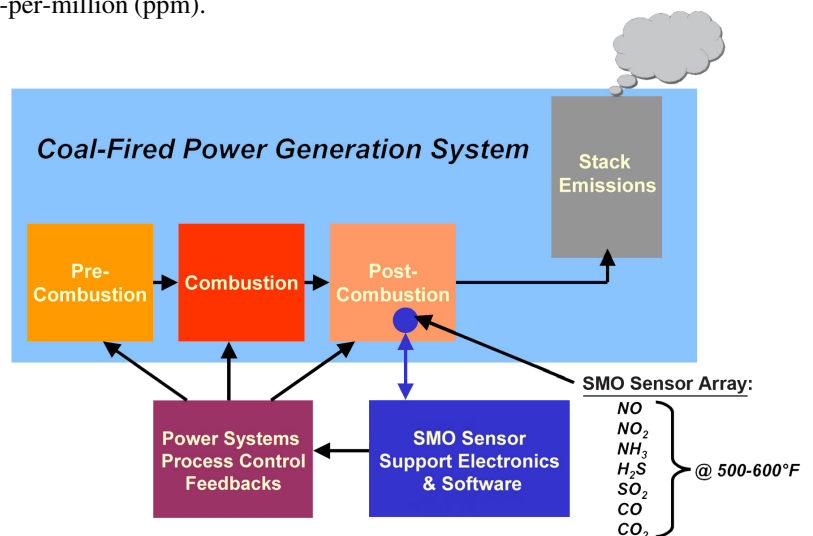 -per-million (ppm).
Coal-Fired Power Generation System
Stack
Emissions
Pre-
Combustion
Combustion
Post-
Combustion
SMO Sensor Array:
NO
NO₂
NH₃
H₂S
SO₂
CO
CO₂
@ 500-600°F
Power Systems
Process Control
Feedbacks
SMO Sensor
Support Electronics
& Software